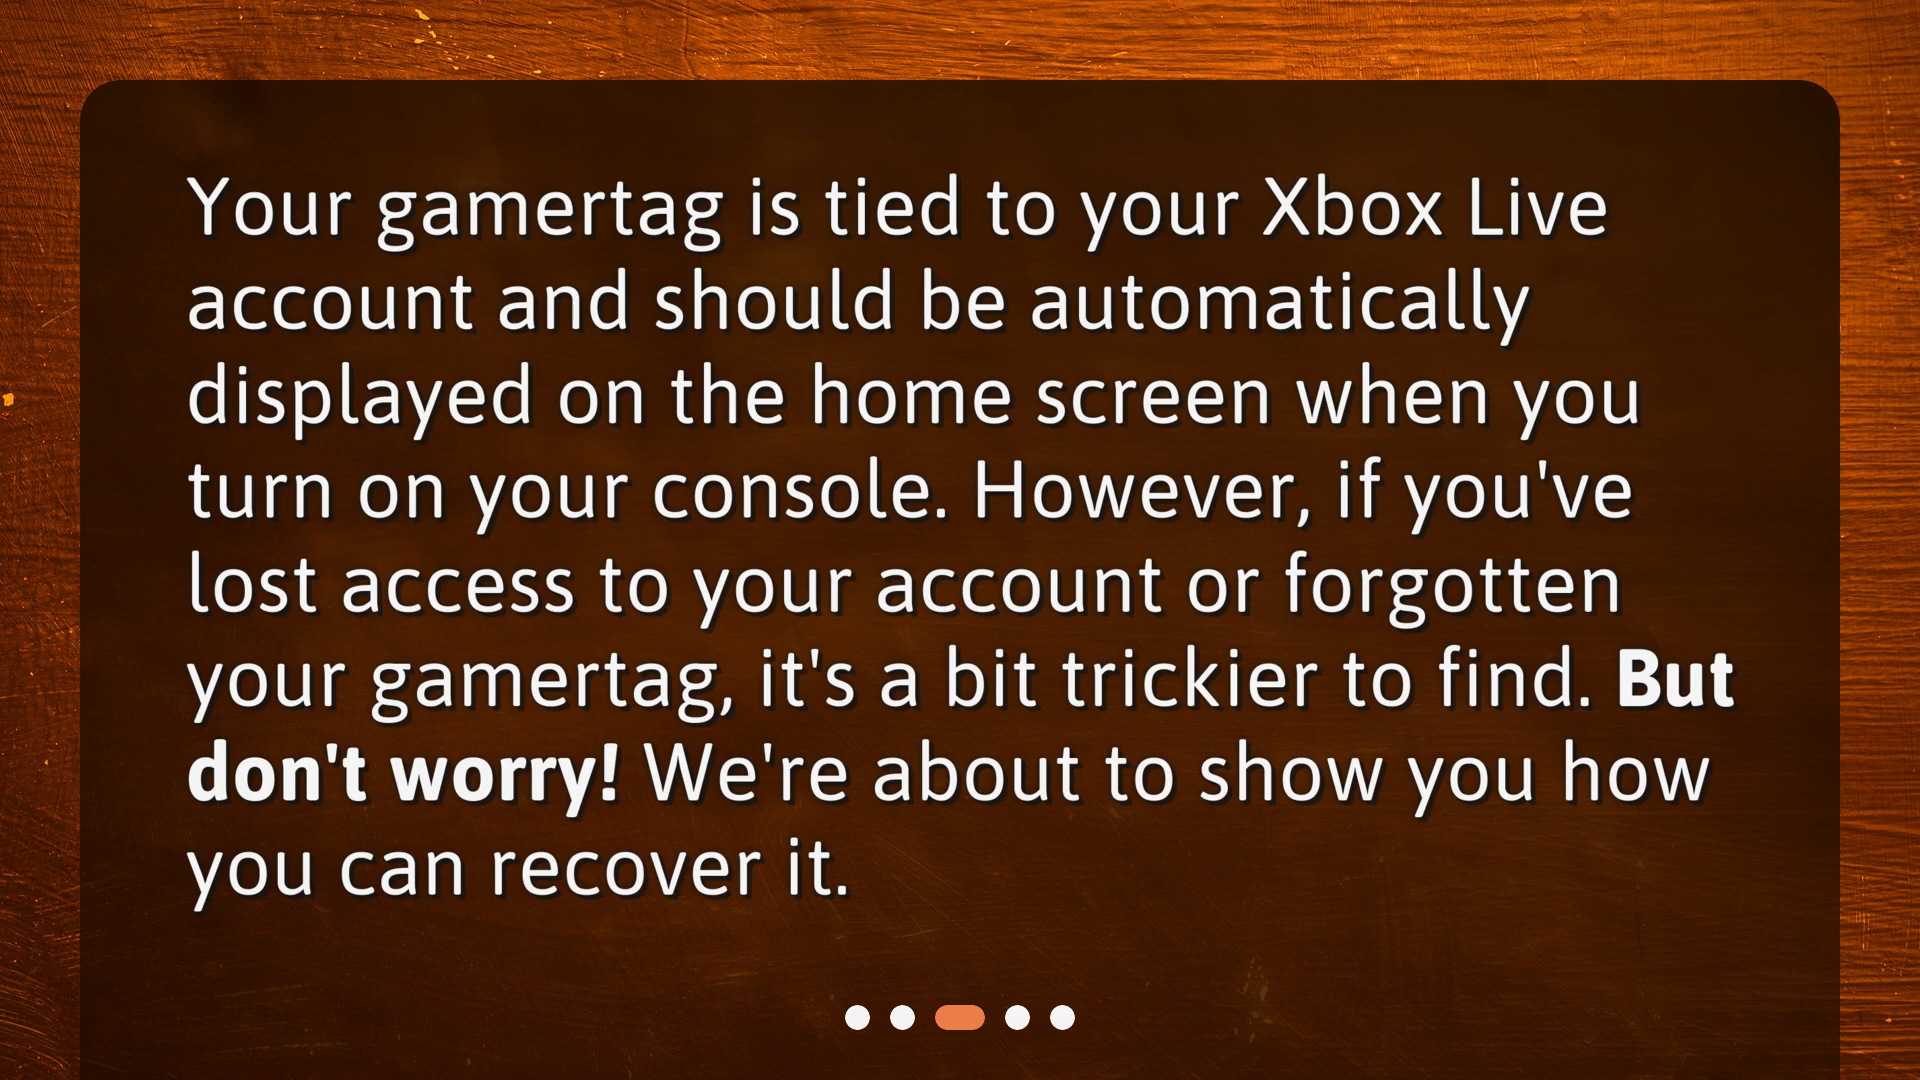 Your gamertag is tied to your Xbox Live
account and should be automatically
displayed on the home screen when you
turn on your console. However, if you've
lost access to your account or forgotten
your gamertag, it's a bit trickier to find. But
don't worry! We're about to show you how
you can recover it.